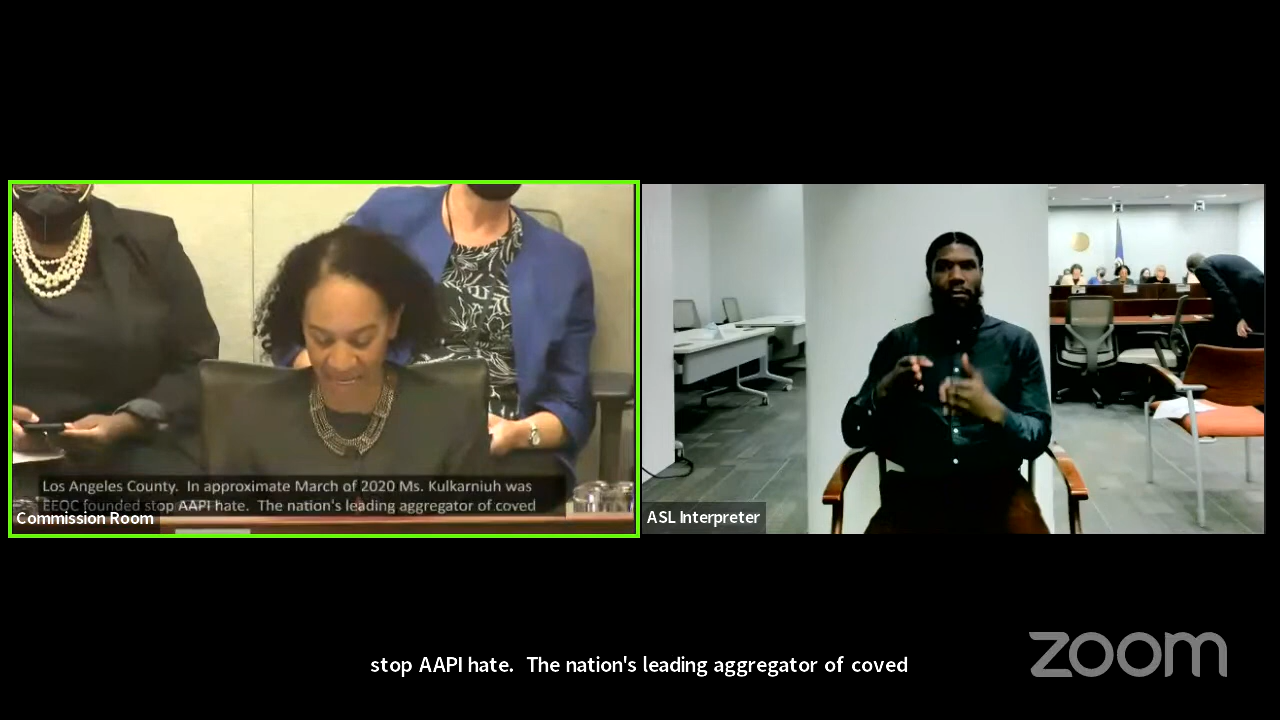 Los Angeles County.  In approximate March of 2020 Ms. Kulkarniuh was
EEOC founded stop AAPI hate.  The nation's leading aggregator of coved
Commission Room
ASL Interpreter
stop AAPI hate.  The nation's leading aggregator of coved
zoom